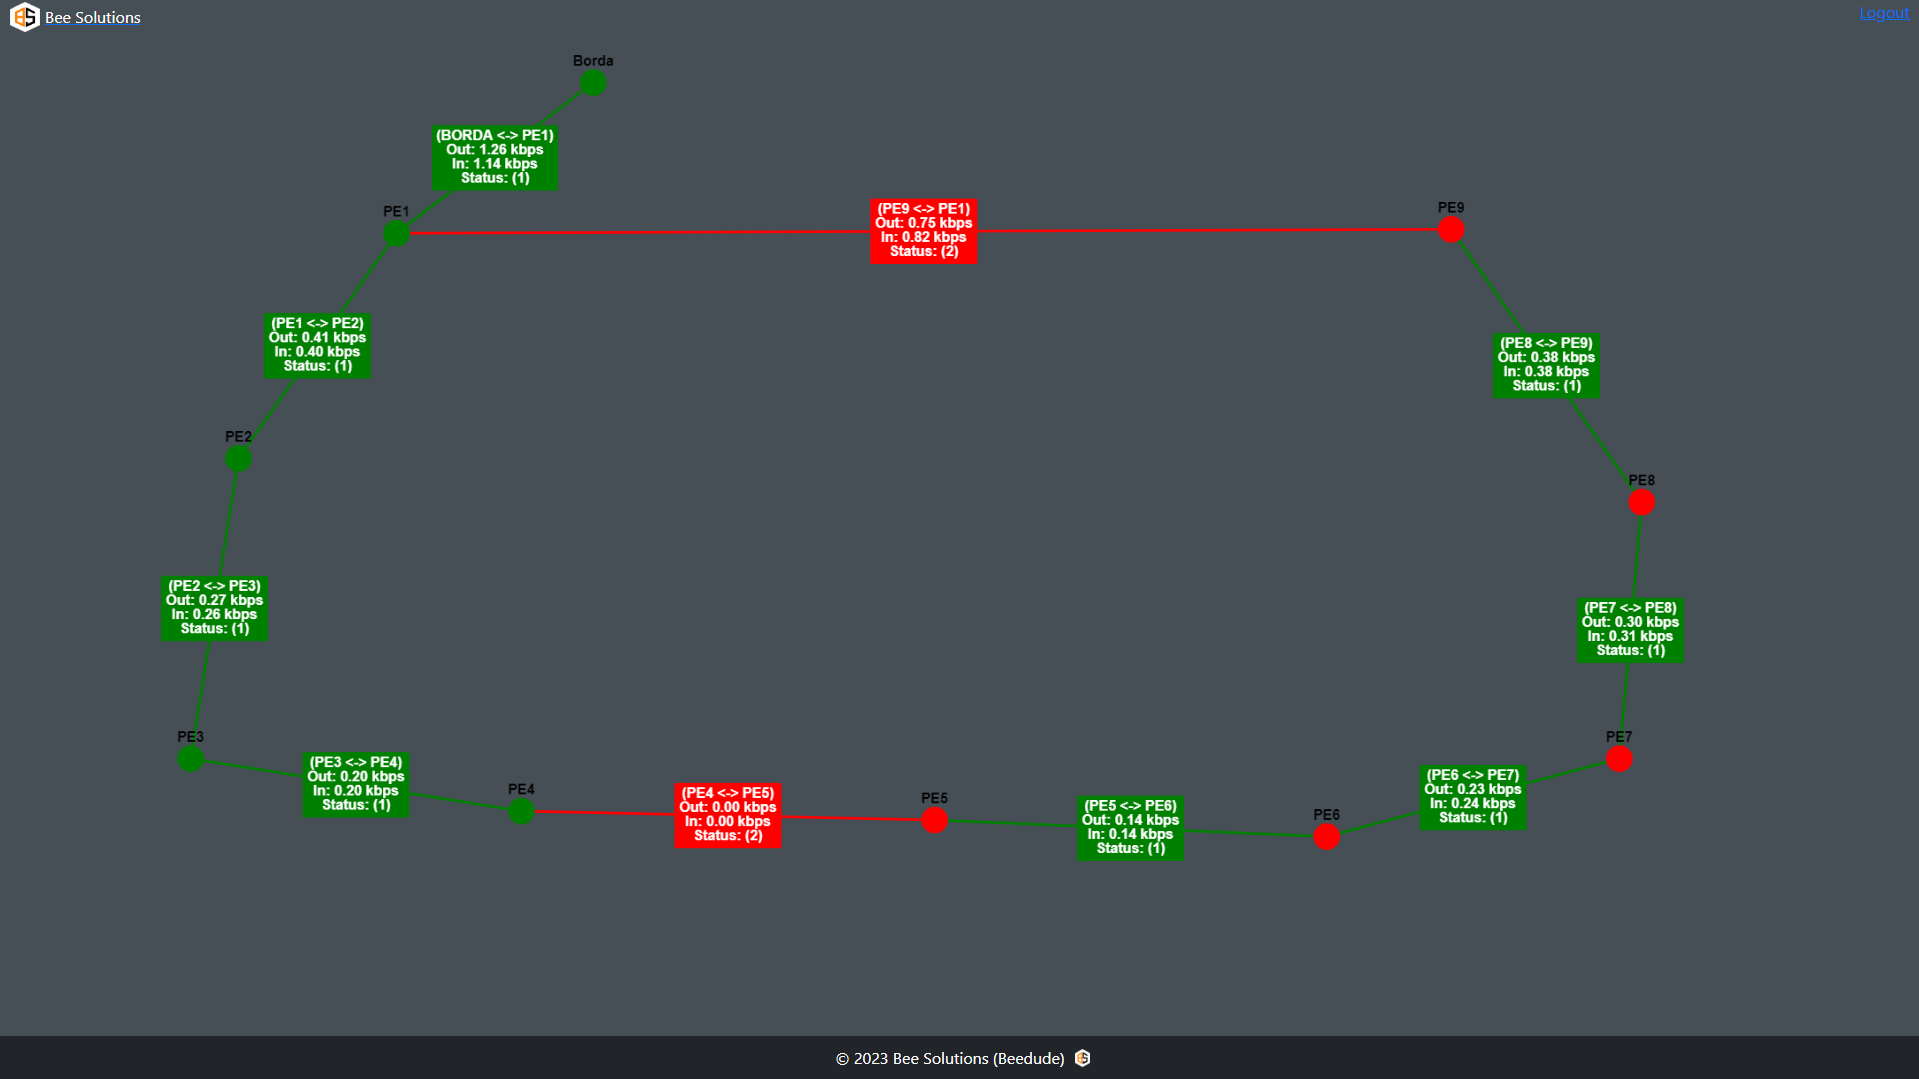 Bee Solutions
Logout
Borda
(BORDA <-> PE1)
Out: 1.26 kbps
In: 1.14 kbps
Status: (1)
PE1
(PE9 <-> PE1)
Out: 0.75 kbps
In: 0.82 kbps
Status: (2)
PE9
(PE1 <-> PE2)
Out: 0.41 kbps
In: 0.40 kbps
Status: (1)
(PE8 <-> PE9)
Out: 0.38 kbps
In: 0.38 kbps
Status: (1)
PE2
PE8
(PE2 <-> PE3)
Out: 0.27 kbps
In: 0.26 kbps
Status: (1)
(PE7 <-> PE8)
Out: 0.30 kbps
In: 0.31 kbps
Status: (1)
PE3
PE7
(PE3 <-> PE4)
Out: 0.20 kbps
In: 0.20 kbps
Status: (1)
PE4
(PE4 <-> PE5)
Out: 0.00 kbps
In: 0.00 kbps
Status: (2)
PE5
(PE5 <-> PE6)
Out: 0.14 kbps
In: 0.14 kbps
Status: (1)
PE6
(PE6 <-> PE7)
Out: 0.23 kbps
In: 0.24 kbps
Status: (1)
© 2023 Bee Solutions (Beedude)